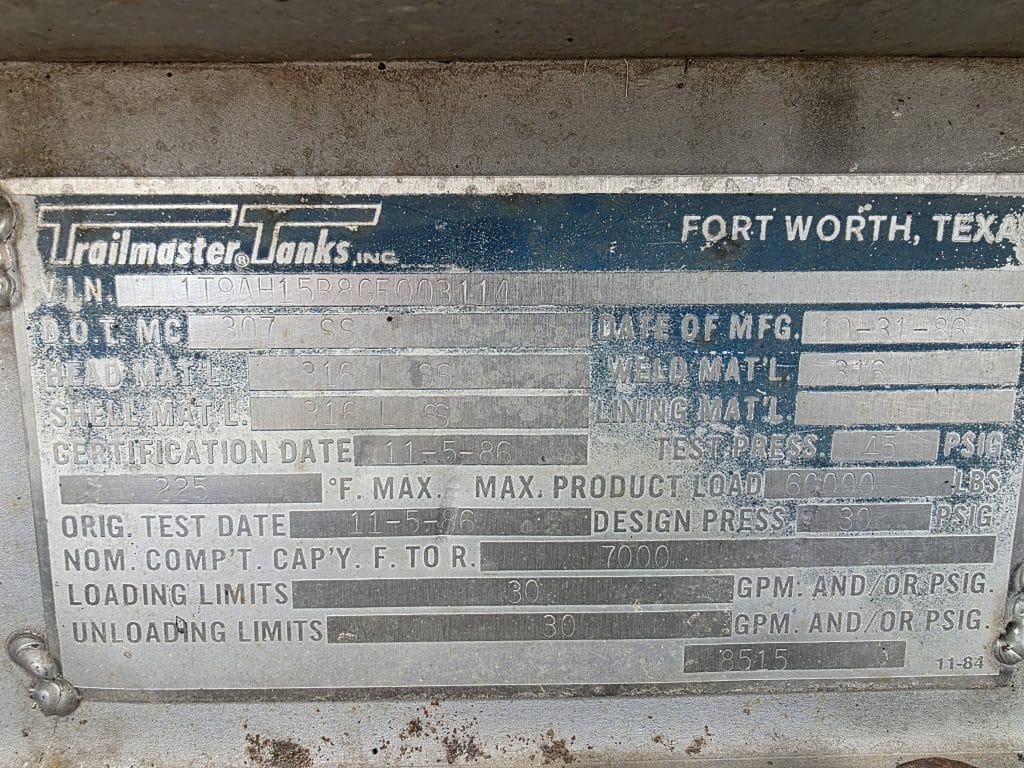 Trailmaster® Tanks, INC. FORT WORTH, TEXA
V.I.N. 1T9AH15B8GF003114
D.O.T. MC 307 SS DATE OF MFG. 10-31-86
HEAD MAT'L. 316 L SS WELD MAT'L. 316 L
SHELL MAT'L. 316 L SS LINING MAT'L
CERTIFICATION DATE 11-5-86 TEST PRESS. 45 PSIG.
225 °F. MAX. MAX. PRODUCT LOAD 60000 LBS
ORIG. TEST DATE 11-5-86 DESIGN PRESS. 30 PSIG
NOM. COMP'T. CAP'Y. F. TO R. 7000
LOADING LIMITS 30 GPM. AND/OR PSIG.
UNLOADING LIMITS 30 GPM. AND/OR PSIG.
8515 11-84